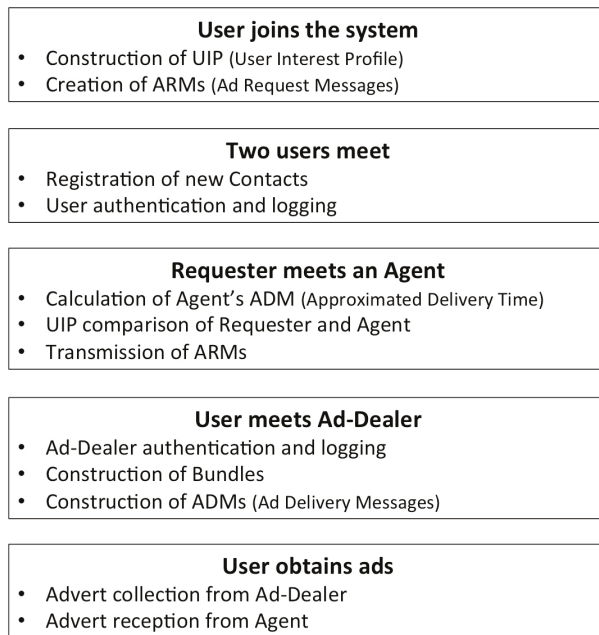 User joins the system
• Construction of UIP (User Interest Profile)
• Creation of ARMs (Ad Request Messages)
Two users meet
• Registration of new Contacts
• User authentication and logging
Requester meets an Agent
• Calculation of Agent's ADM (Approximated Delivery Time)
• UIP comparison of Requester and Agent
• Transmission of ARMs
User meets Ad-Dealer
• Ad-Dealer authentication and logging
• Construction of Bundles
• Construction of ADMs (Ad Delivery Messages)
User obtains ads
• Advert collection from Ad-Dealer
• Advert reception from Agent